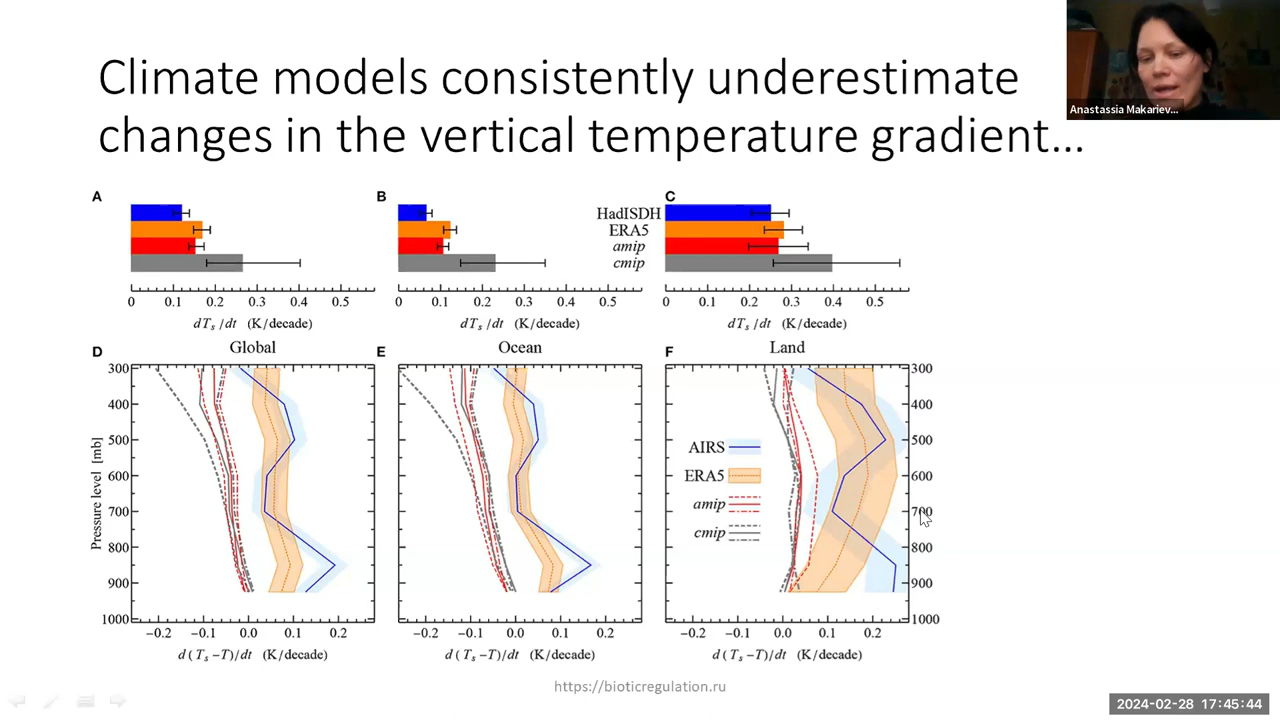 Climate models consistently underestimate
changes in the vertical temperature gradient...
Anastassia Makariev...
A
B
C
HadISDH
ERA5
amip
cmip
0 0.1 0.2 0.3 0.4 0.5
0 0.1 0.2 0.3 0.4 0.5
0 0.1 0.2 0.3 0.4 0.5
dTs/dt (K/decade)
dTs/dt (K/decade)
dTs/dt (K/decade)
D Global
E Ocean
F Land
Pressure level [mb]
300
400
500
600
700
800
900
1000
300
400
500
600
700
800
900
1000
AIRS
ERA5
amip
cmip
−0.2 −0.1 0.0 0.1 0.2
−0.2 −0.1 0.0 0.1 0.2
−0.2 −0.1 0.0 0.1 0.2
d(Ts−T)/dt (K/decade)
d(Ts−T)/dt (K/decade)
d(Ts−T)/dt (K/decade)
https://bioticregulation.ru
2024-02-28 17:45:44